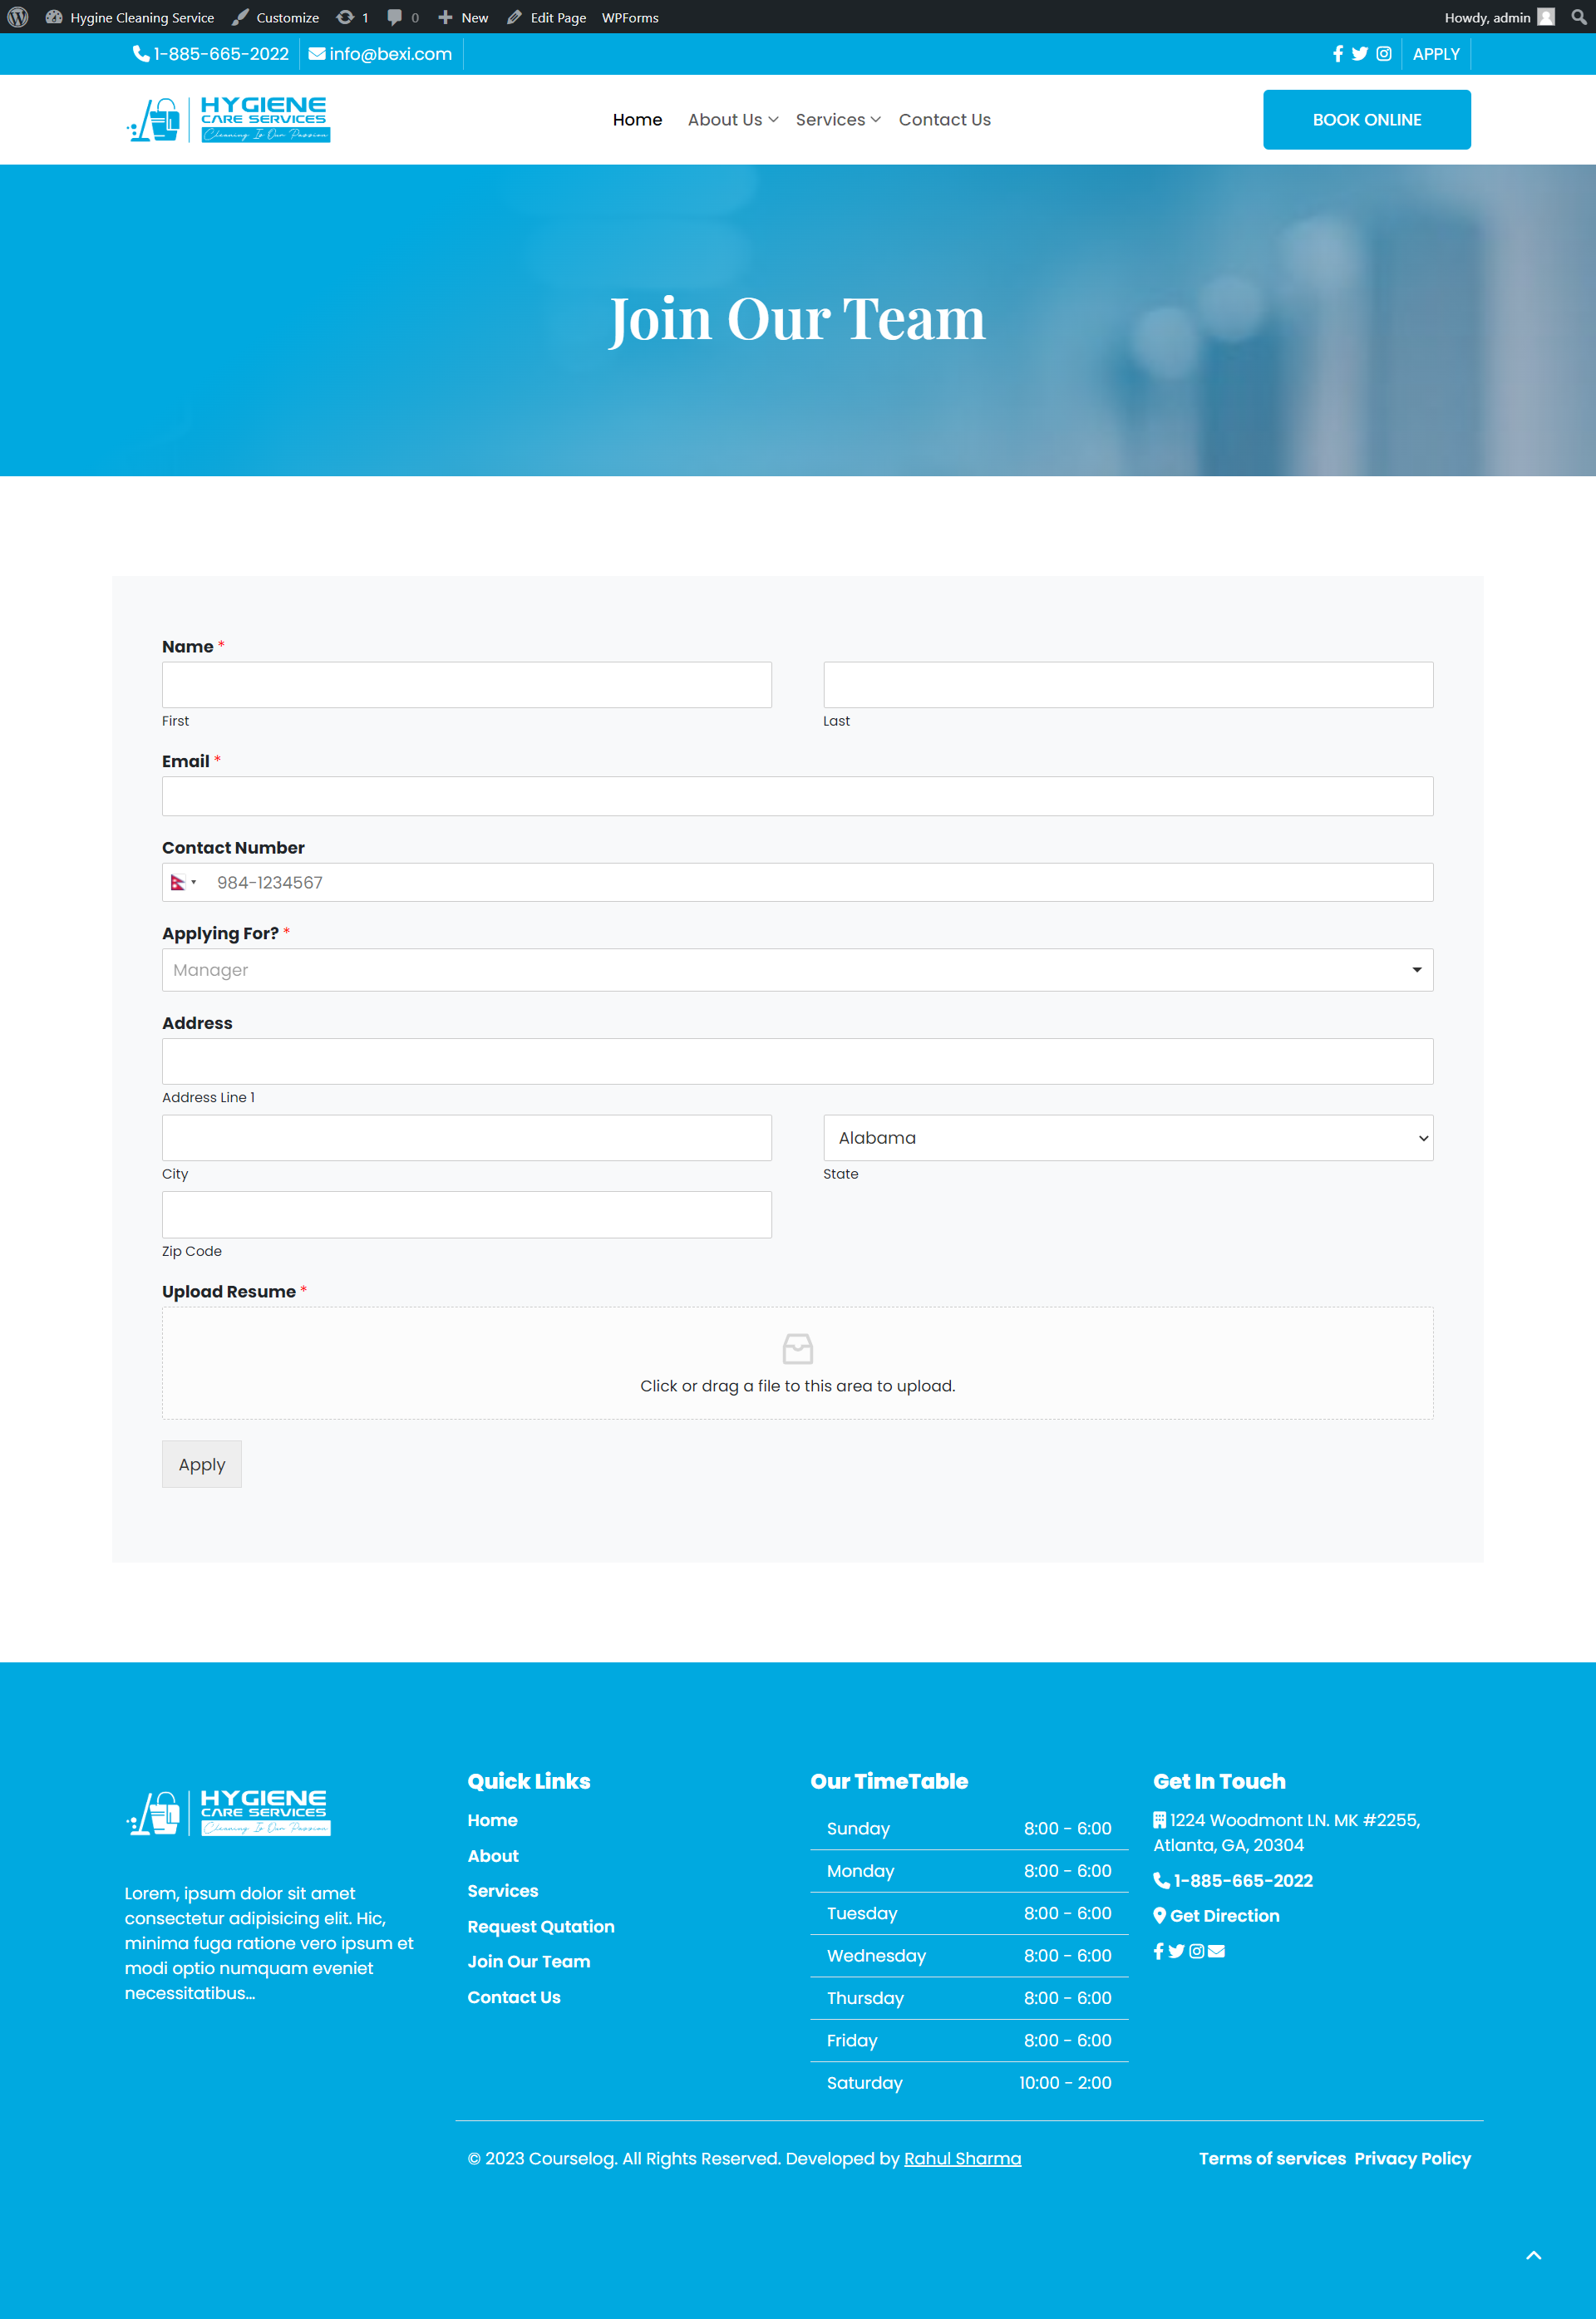 Hygine Cleaning Service Customize 1 0 New Edit Page WPForms Howdy, admin
1-885-665-2022 info@bexi.com APPLY
HYGIENE
CARE SERVICES
Cleaning Is Our Passion
Home About Us Services Contact Us
BOOK ONLINE
Join Our Team
Name *
First Last
Email *
Contact Number
984-1234567
Applying For? *
Manager
Address
Address Line 1
Alabama
City State
Zip Code
Upload Resume *
Click or drag a file to this area to upload.
Apply
HYGIENE
CARE SERVICES
Cleaning Is Our Passion
Lorem, ipsum dolor sit amet
consectetur adipisicing elit. Hic,
minima fuga ratione vero ipsum et
modi optio numquam eveniet
necessitatibus...
Quick Links
Home
About
Services
Request Qutation
Join Our Team
Contact Us
Our TimeTable
Sunday 8:00 - 6:00
Monday 8:00 - 6:00
Tuesday 8:00 - 6:00
Wednesday 8:00 - 6:00
Thursday 8:00 - 6:00
Friday 8:00 - 6:00
Saturday 10:00 - 2:00
Get In Touch
1224 Woodmont LN. MK #2255,
Atlanta, GA, 20304
1-885-665-2022
Get Direction
© 2023 Courselog. All Rights Reserved. Developed by Rahul Sharma
Terms of services Privacy Policy